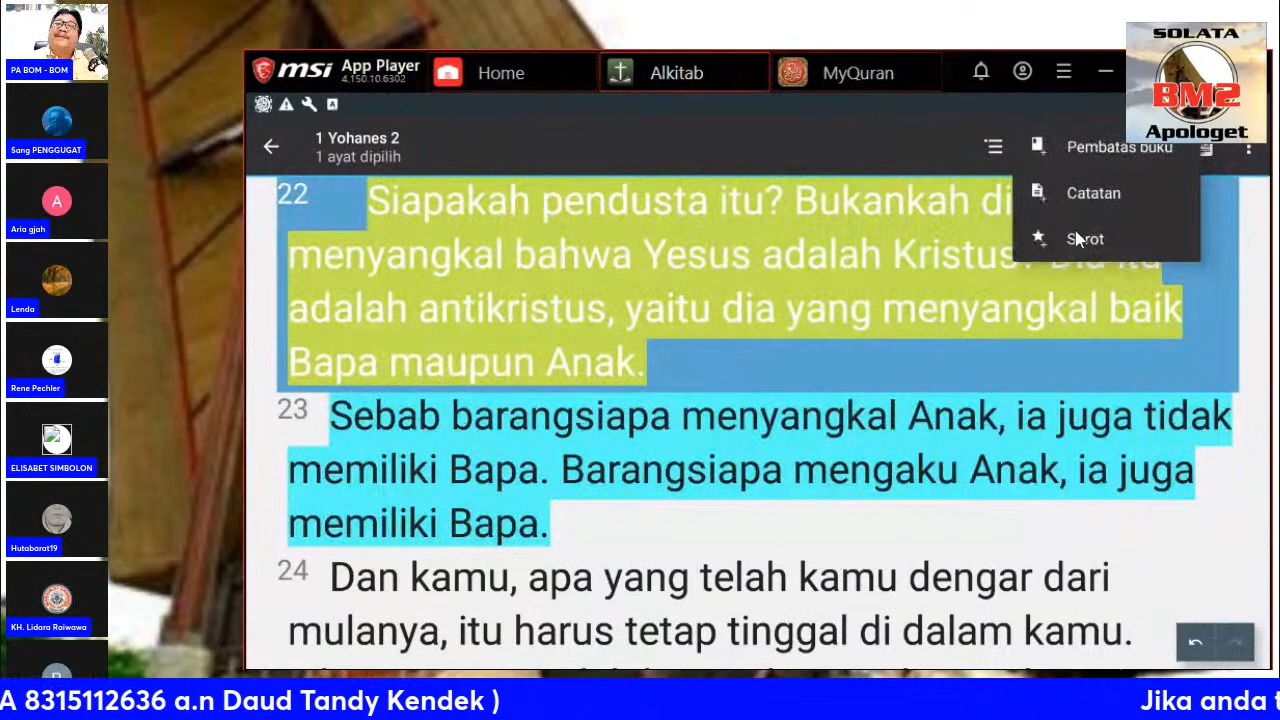 PA BOM - BOM
Sang PENGGUGAT
A
Aria gjah
Lenda
Rene Pechler
ELISABET SIMBOLON
Hutabarat19
KH. Lidara Raiwawa
msi App Player
4.150.10.6302
Home
Alkitab
MyQuran
SOLATA
BM2
Apologet
1 Yohanes 2
1 ayat dipilih
Pembatas buku
Catatan
22 Siapakah pendusta itu? Bukankah di
menyangkal bahwa Yesus adalah Kristus? Dia itu
adalah antikristus, yaitu dia yang menyangkal baik
Bapa maupun Anak.
23 Sebab barangsiapa menyangkal Anak, ia juga tidak
memiliki Bapa. Barangsiapa mengaku Anak, ia juga
memiliki Bapa.
24 Dan kamu, apa yang telah kamu dengar dari
mulanya, itu harus tetap tinggal di dalam kamu.
A 8315112636 a.n Daud Tandy Kendek )
Jika anda t